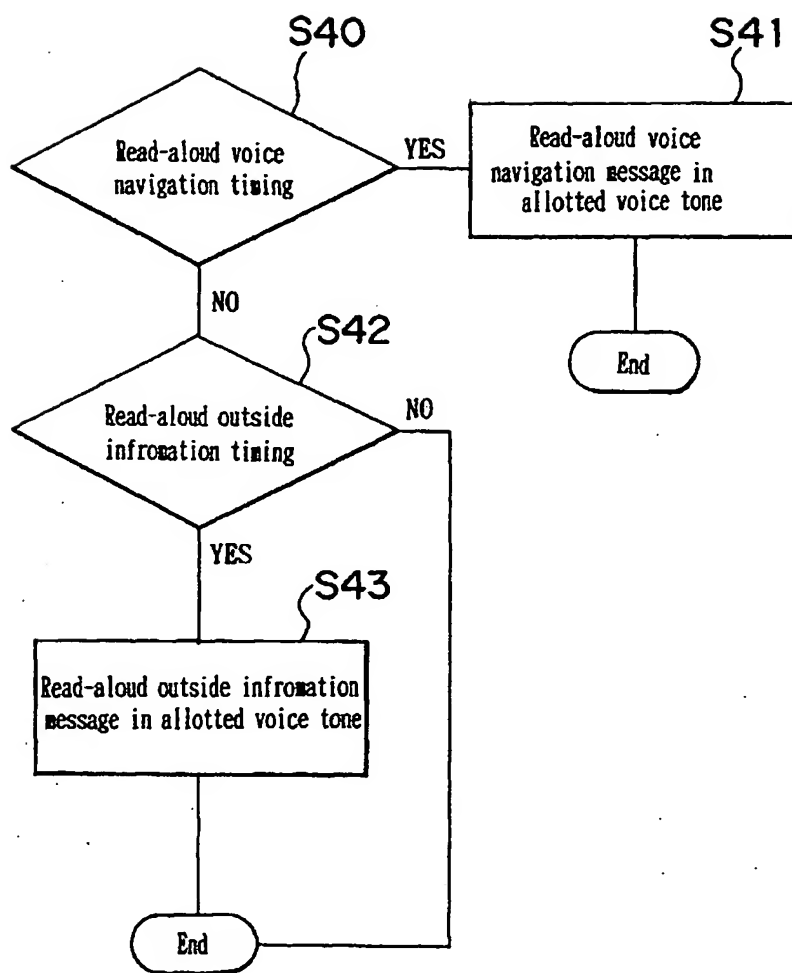 S40
Read-aloud voice
navigation timing
YES
S41
Read-aloud voice
navigation message in
allotted voice tone
End
NO
S42
Read-aloud outside
infromation timing
NO
YES
S43
Read-aloud outside infromation
message in allotted voice tone
End